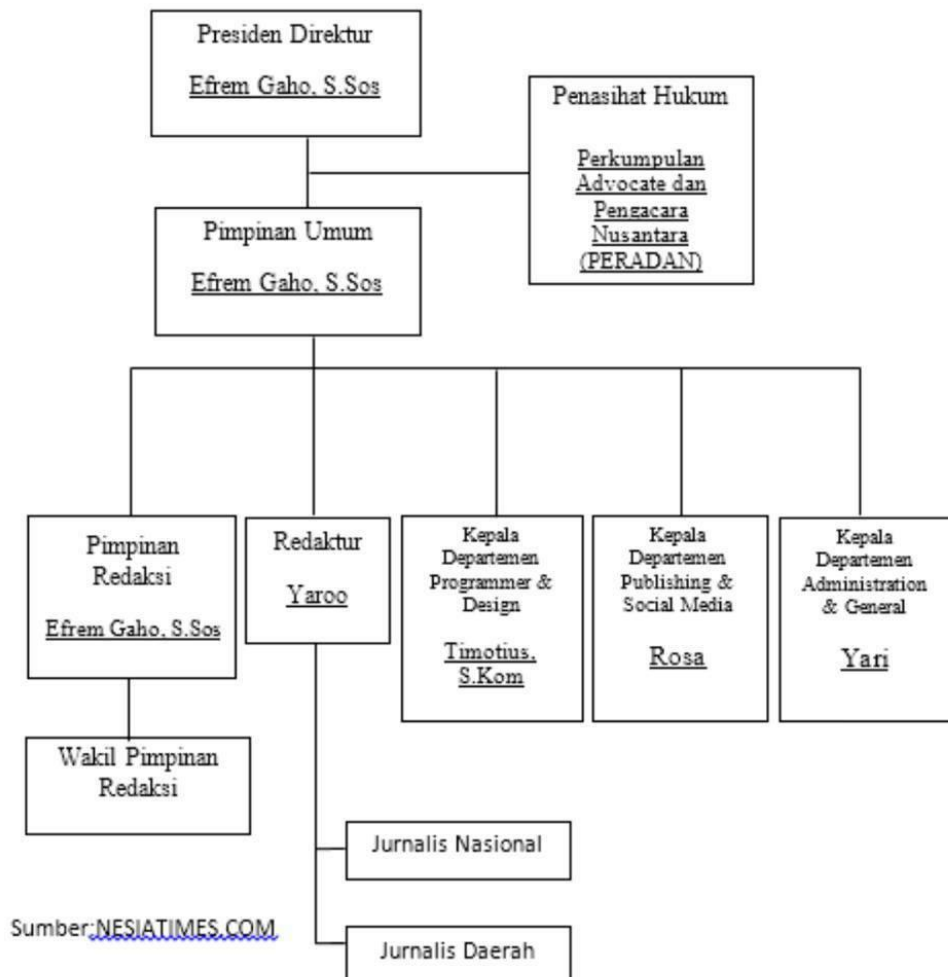 Presiden Direktur
Efrem Gaho, S.Sos
Penasihat Hukum
Perkumpulan
Advocate dan
Pengacara
Nusantara
(PERADAN)
Pimpinan Umum
Efrem Gaho, S.Sos
Pimpinan
Redaksi
Efrem Gaho, S.Sos
Redaktur
Yaroo
Kepala
Departemen
Programmer &
Design
Timotius,
S.Kom
Kepala
Departemen
Publishing &
Social Media
Rosa
Kepala
Departemen
Administration
& General
Yari
Wakil Pimpinan
Redaksi
Jurnalis Nasional
Jurnalis Daerah
Sumber;NESIATIMES.COM